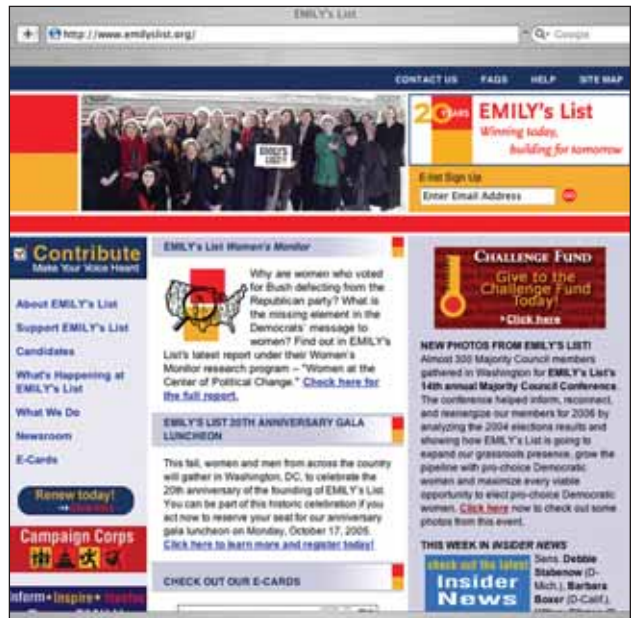 EMILY's List
http://www.emilyslist.org/
Google
CONTACT US FAQS HELP SITE MAP
EMILY'S LIST
20 YEARS
EMILY's List
Winning today,
building for tomorrow
E-list Sign Up
Enter Email Address
GO
Contribute
Make Your Voice Heard
About EMILY's List
Support EMILY's List
Candidates
What's Happening at
EMILY's List
What We Do
Newsroom
E-Cards
Renew today!
Campaign Corps
inform•Inspire•
EMILY's List Women's Monitor
Why are women who voted
for Bush defecting from the
Republican party? What is
the missing element in the
Democrats' message to
women? Find out in EMILY's
List's latest report under their Women's
Monitor research program – "Women at the
Center of Political Change." Check here for
the full report.
EMILY'S LIST 20TH ANNIVERSARY GALA
LUNCHEON
This fall, women and men from across the country
will gather in Washington, DC, to celebrate the
20th anniversary of the founding of EMILY's List.
You can be part of this historic celebration if you
act now to reserve your seat for our anniversary
gala luncheon on Monday, October 17, 2005.
Click here to learn more and register today!
CHECK OUT OUR E-CARDS
CHALLENGE FUND
Give to the
Challenge Fund
Today!
Click here
NEW PHOTOS FROM EMILY'S LIST!
Almost 300 Majority Council members
gathered in Washington for EMILY's List's
14th annual Majority Council Conference.
The conference helped inform, reconnect,
and reenergize our members for 2006 by
analyzing the 2004 elections results and
showing how EMILY's List is going to
expand our grassroots presence, grow the
pipeline with pro-choice Democratic
women and maximize every viable
opportunity to elect pro-choice Democratic
women. Click here now to check out some
photos from this event.
THIS WEEK IN INSIDER NEWS
check out the latest
Insider
News
Sens. Debbie
Stabenow (D-
Mich.), Barbara
Boxer (D-Calif.),